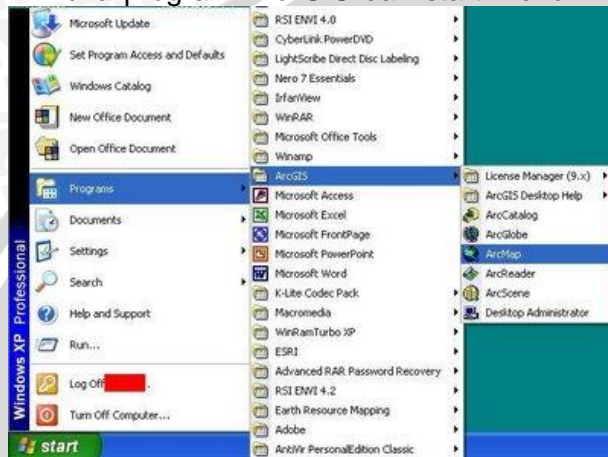 Microsoft Update
Set Program Access and Defaults
Windows Catalog
New Office Document
Open Office Document
Programs
Documents
Settings
Search
Help and Support
Run...
Log Off
Turn Off Computer...
Windows XP Professional
start
RSI ENVI 4.0
CyberLink PowerDVD
LightScribe Direct Disc Labeling
Nero 7 Essentials
IrfanView
WinRAR
Microsoft Office Tools
Winamp
ArcGIS
Microsoft Access
Microsoft Excel
Microsoft FrontPage
Microsoft PowerPoint
Microsoft Word
K-Lite Codec Pack
Macromedia
WinRamTurbo XP
ESRI
Advanced RAR Password Recovery
RSI ENVI 4.2
Earth Resource Mapping
Adobe
AntiVir PersonalEdition Classic
License Manager (9.x)
ArcGIS Desktop Help
ArcCatalog
ArcGlobe
ArcMap
ArcReader
ArcScene
Desktop Administrator